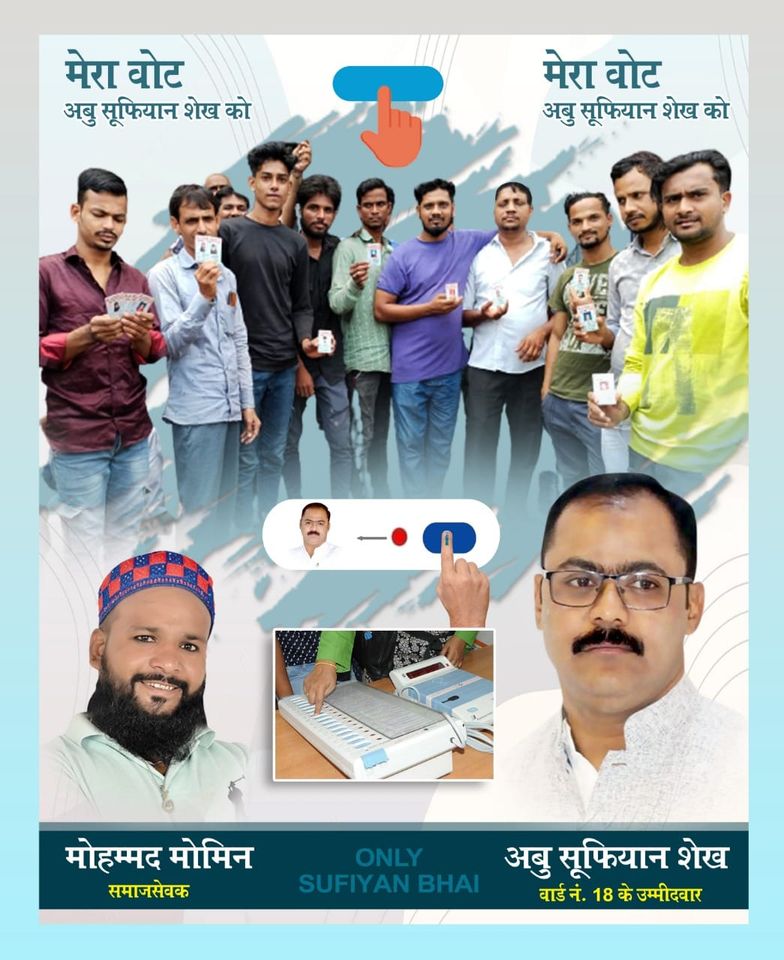 मेरा वोट
अबु सूफियान शेख को
मेरा वोट
अबु सूफियान शेख को
मोहम्मद मोमिन
समाजसेवक
ONLY
SUFIYAN BHAI
अबु सूफियान शेख
वार्ड नं. 18 के उम्मीदवार